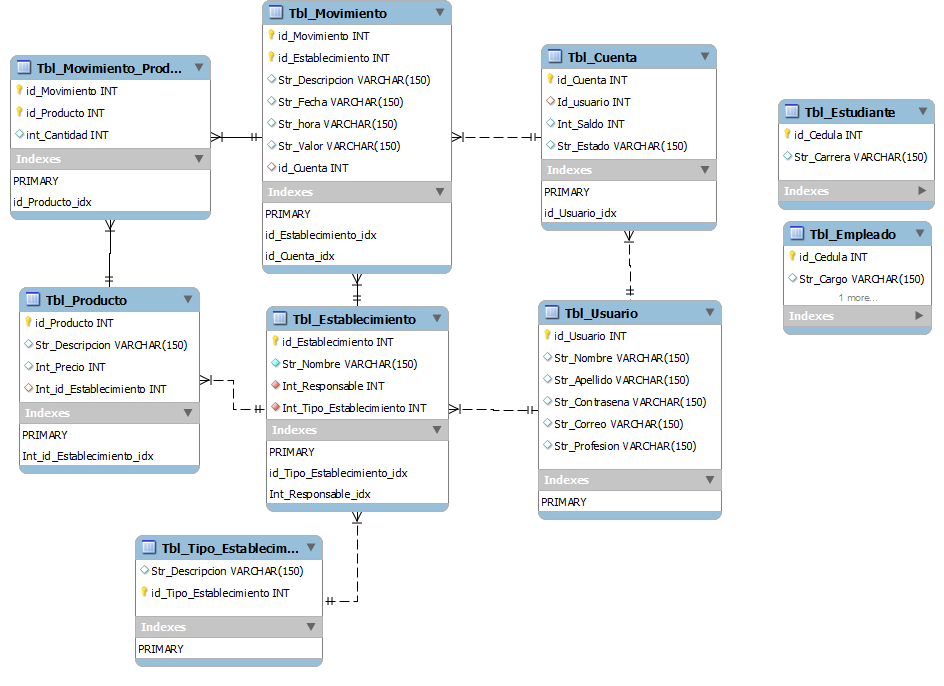 Tbl_Movimiento_Prod...
id_Movimiento INT
id_Producto INT
int_Cantidad INT
Indexes
PRIMARY
id_Producto_idx
Tbl_Movimiento
id_Movimiento INT
id_Establecimiento INT
Str_Descripcion VARCHAR(150)
Str_Fecha VARCHAR(150)
Str_hora VARCHAR(150)
Str_Valor VARCHAR(150)
id_Cuenta INT
Indexes
PRIMARY
id_Establecimiento_idx
id_Cuenta_idx
Tbl_Cuenta
id_Cuenta INT
Id_usuario INT
Int_Saldo INT
Str_Estado VARCHAR(150)
Indexes
PRIMARY
id_Usuario_idx
Tbl_Estudiante
id_Cedula INT
Str_Carrera VARCHAR(150)
Indexes
Tbl_Empleado
id_Cedula INT
Str_Cargo VARCHAR(150)
1 more...
Indexes
Tbl_Producto
id_Producto INT
Str_Descripcion VARCHAR(150)
Int_Precio INT
Int_id_Establecimiento INT
Indexes
PRIMARY
Int_id_Establecimiento_idx
Tbl_Establecimiento
id_Establecimiento INT
Str_Nombre VARCHAR(150)
Int_Responsable INT
Int_Tipo_Establecimiento INT
Indexes
PRIMARY
id_Tipo_Establecimiento_idx
Int_Responsable_idx
Tbl_Usuario
id_Usuario INT
Str_Nombre VARCHAR(150)
Str_Apellido VARCHAR(150)
Str_Contrasena VARCHAR(150)
Str_Correo VARCHAR(150)
Str_Profesion VARCHAR(150)
Indexes
PRIMARY
Tbl_Tipo_Establecim...
Str_Descripcion VARCHAR(150)
id_Tipo_Establecimiento INT
Indexes
PRIMARY